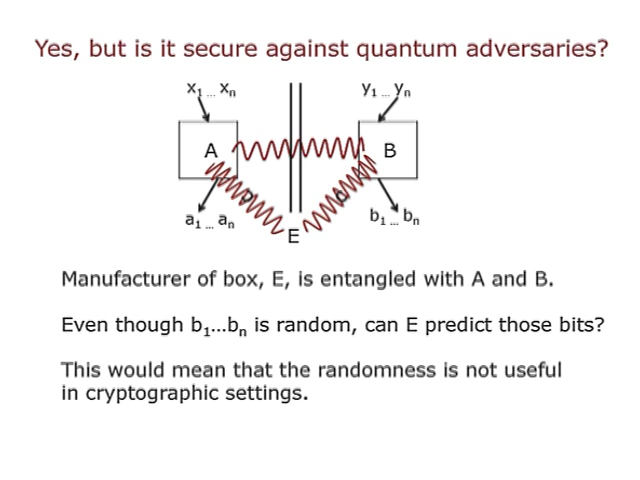 Yes, but is it secure against quantum adversaries?
x₁ ... xₙ
y₁ ... yₙ
A
B
a₁ ... aₙ
b₁ ... bₙ
E
Manufacturer of box, E, is entangled with A and B.
Even though b₁...bₙ is random, can E predict those bits?
This would mean that the randomness is not useful
in cryptographic settings.